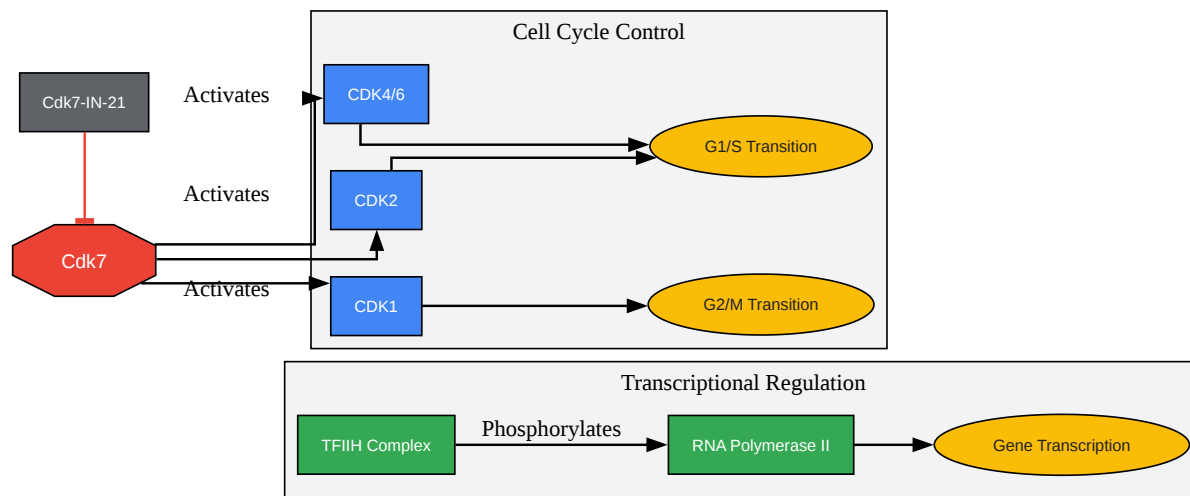 Cell Cycle Control
Cdk7-IN-21
Activates
CDK4/6
G1/S Transition
Activates
CDK2
Cdk7
Activates
CDK1
G2/M Transition
Transcriptional Regulation
TFIIH Complex
Phosphorylates
RNA Polymerase II
Gene Transcription